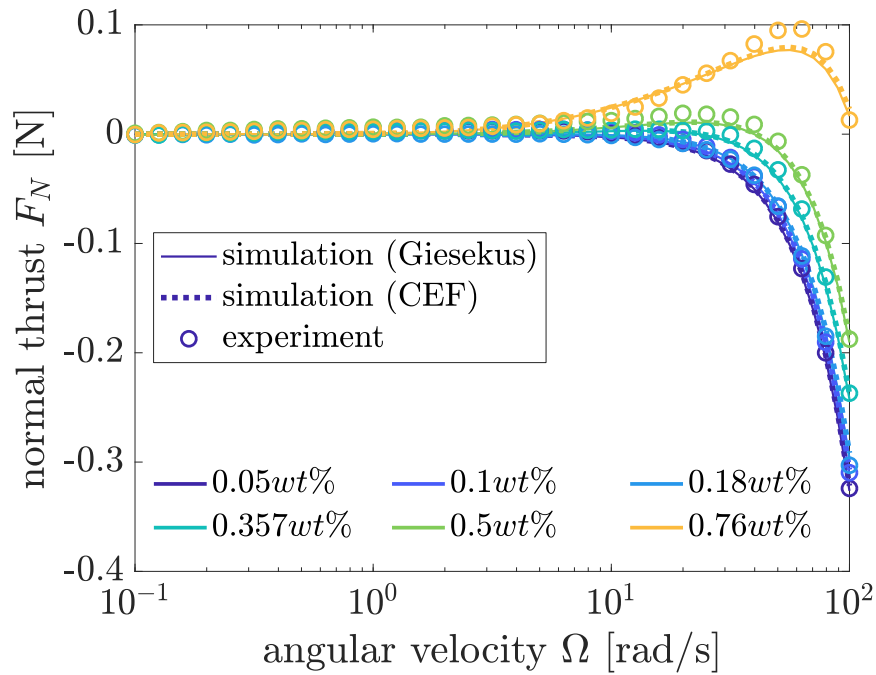 0.1
0
-0.1
-0.2
-0.3
-0.4
normal thrust F_N [N]
simulation (Giesekus)
simulation (CEF)
experiment
0.05wt% 0.1wt% 0.18wt%
0.357wt% 0.5wt% 0.76wt%
10^-1 10^0 10^1 10^2
angular velocity Ω [rad/s]